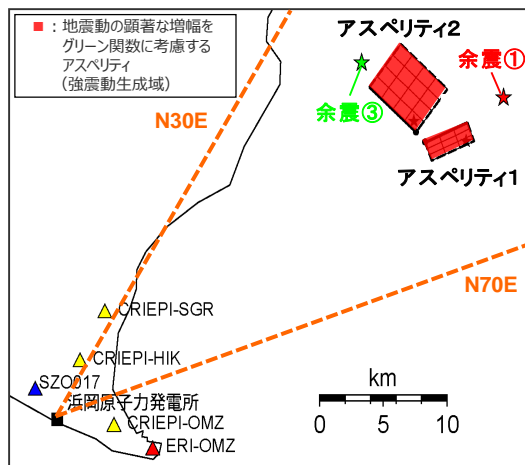 ■：地震動の顕著な増幅を
グリーン関数に考慮する
アスペリティ
（強震動生成域）
アスペリティ2
余震①
余震③
アスペリティ1
N30E
N70E
CRIEPI-SGR
CRIEPI-HIK
SZO017
浜岡原子力発電所
CRIEPI-OMZ
ERI-OMZ
km
0 5 10